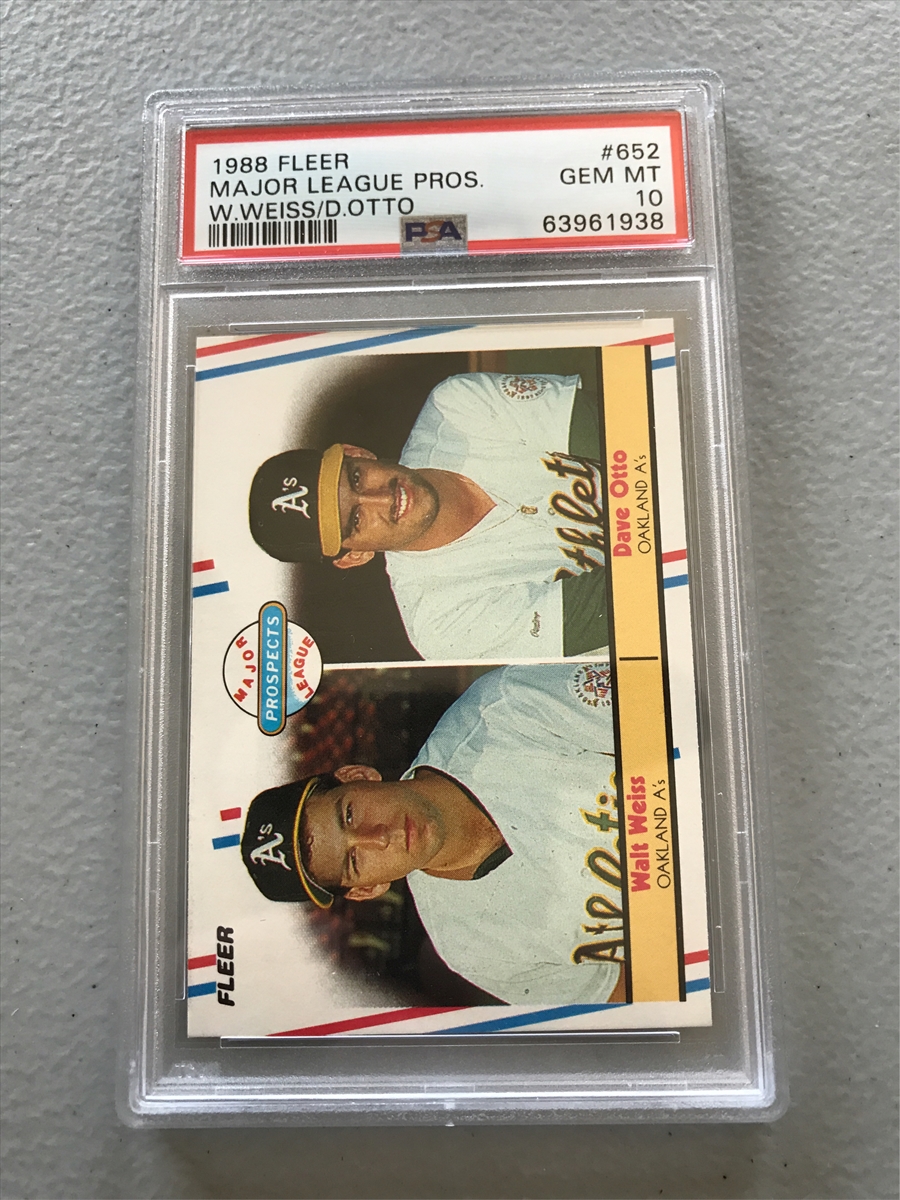 1988 FLEER #652
MAJOR LEAGUE PROS. GEM MT
W.WEISS/D.OTTO 10
PSA 63961938
FLEER
MAJOR
PROSPECTS
LEAGUE
A's
A's
Athlet
Walt Weiss
OAKLAND A's
Dave Otto
OAKLAND A's